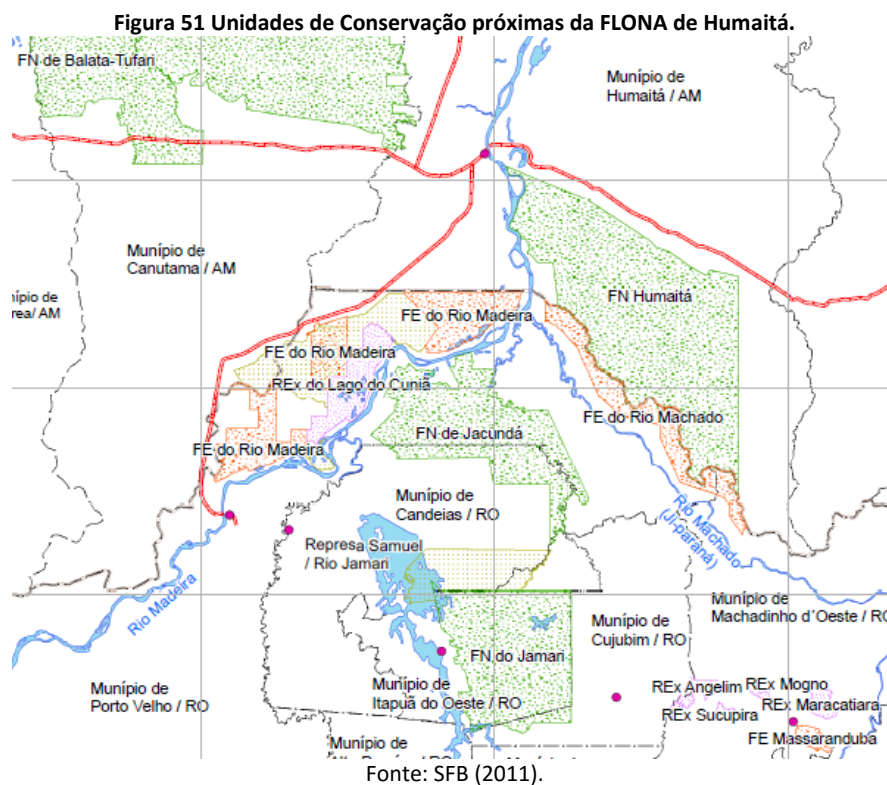 Figura 51 Unidades de Conservação próximas da FLONA de Humaitá.
FN de Balata-Tufari
Munípio de
Humaitá / AM
Munípio de
Canutama / AM
nípio de
rea/ AM
FN Humaitá
FE do Rio Madeira
FE do Rio Madeira
REx do Lago do Cuniã
FE do Rio Machado
FN de Jacundá
FE do Rio Madeira
Munípio de
Candeias / RO
Rio Machado
(Ji-paraná)
Represa Samuel
/ Rio Jamari
Rio Madeira
Munípio de
Machadinho d´Oeste / RO
Munípio de
Cujubim / RO
FN do Jamari
Munípio de
Porto Velho / RO
Munípio de
Itapuã do Oeste / RO
REx Angelim
REx Mogno
REx Maracatiara
REx Sucupira
FE Massaranduba
Munípio de
Fonte: SFB (2011).